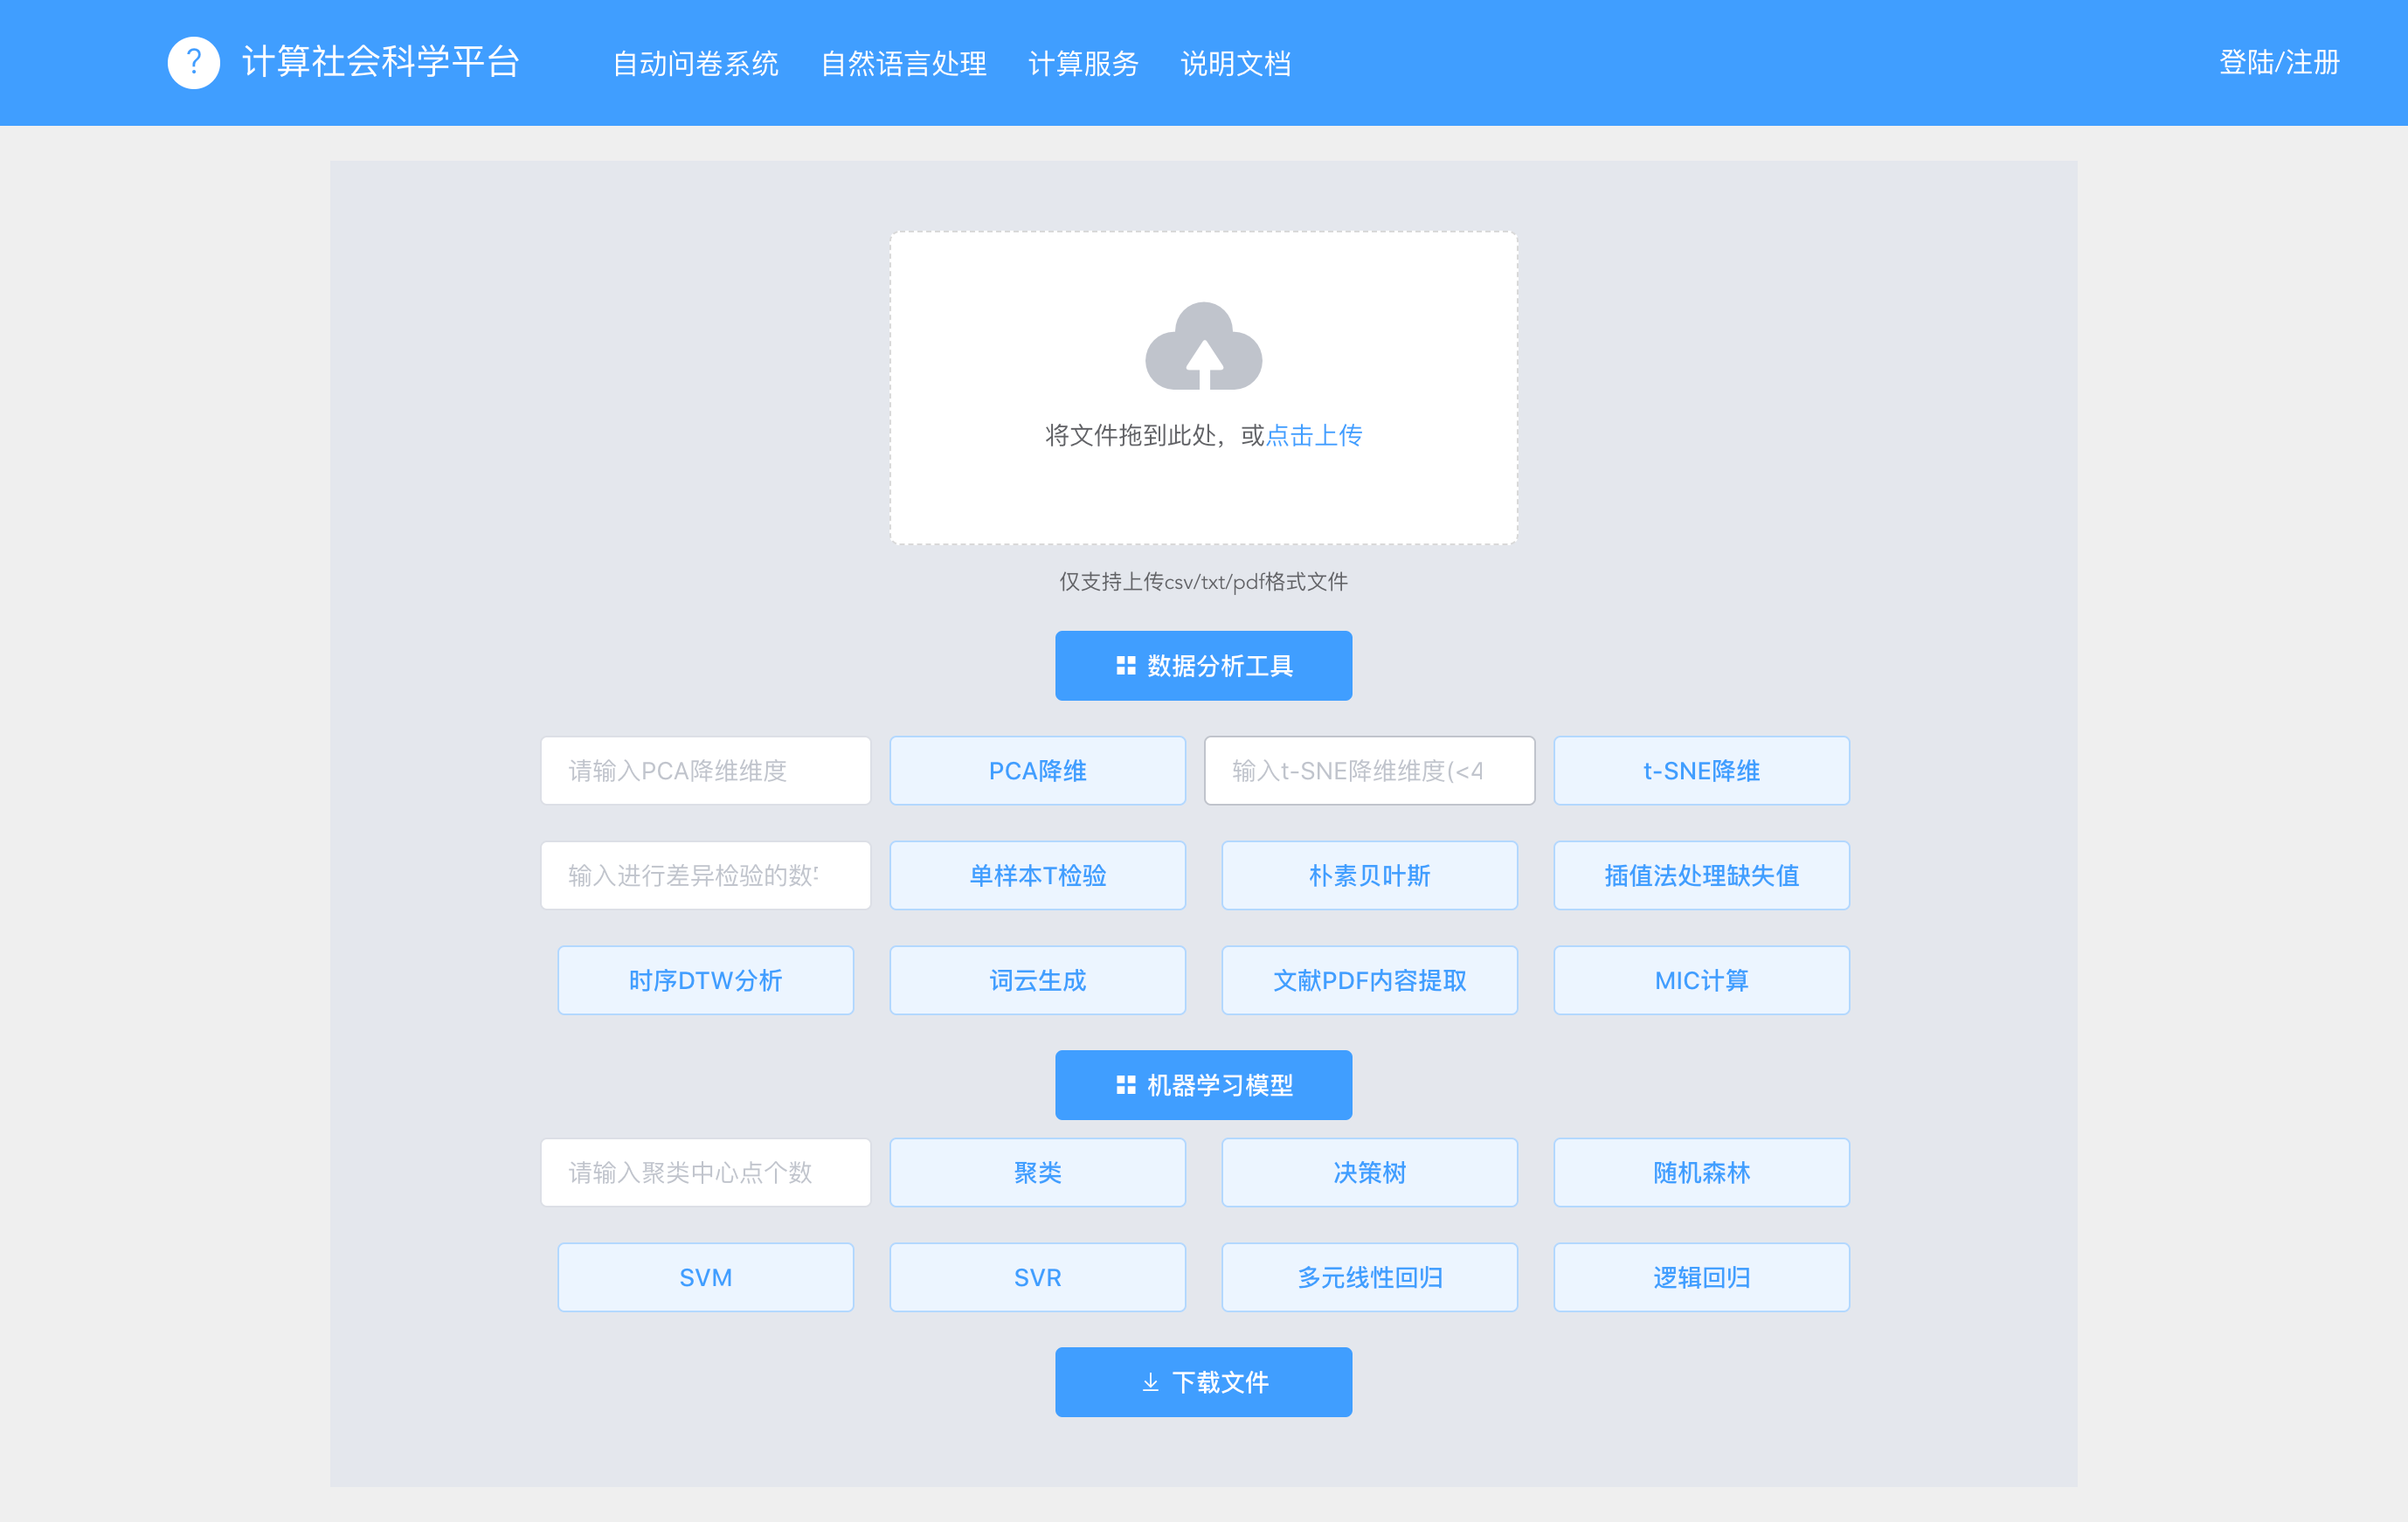 ? 计算社会科学平台 自动问卷系统 自然语言处理 计算服务 说明文档 登陆/注册
将文件拖到此处，或点击上传
仅支持上传csv/txt/pdf格式文件
数据分析工具
请输入PCA降维维度 PCA降维 输入t-SNE降维维度(<4 t-SNE降维
输入进行差异检验的数 单样本T检验 朴素贝叶斯 插值法处理缺失值
时序DTW分析 词云生成 文献PDF内容提取 MIC计算
机器学习模型
请输入聚类中心点个数 聚类 决策树 随机森林
SVM SVR 多元线性回归 逻辑回归
下载文件